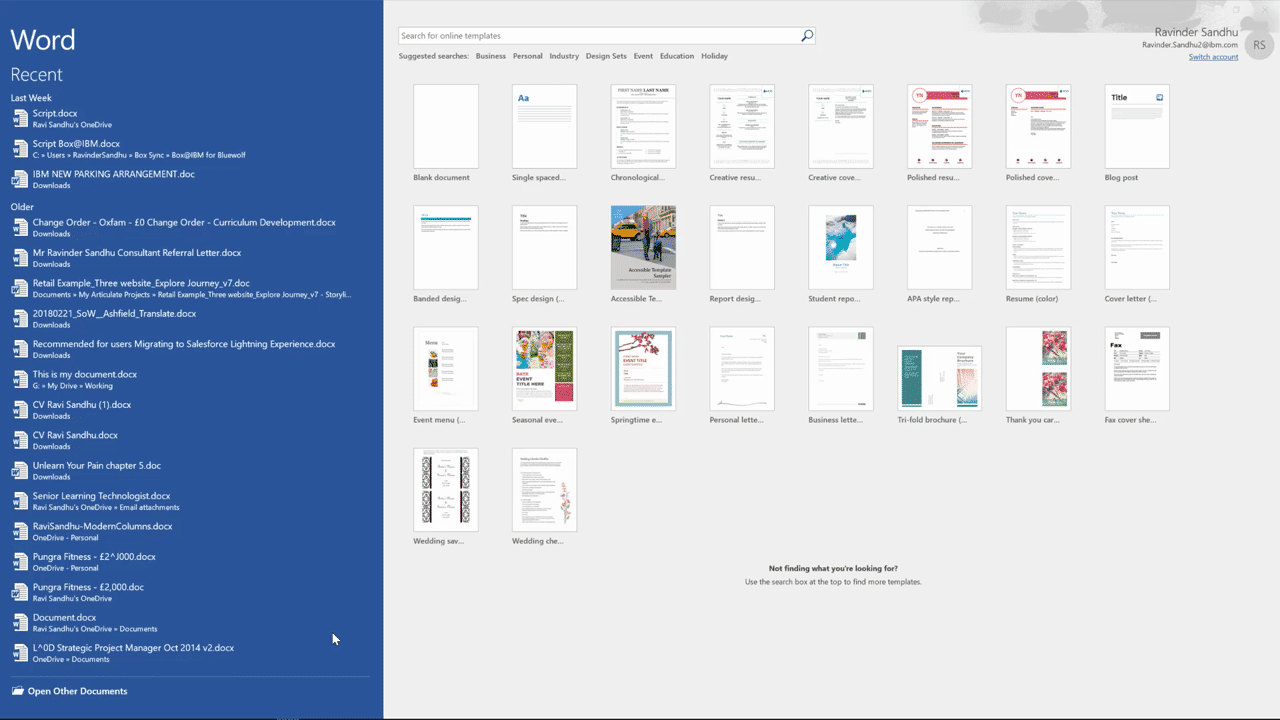 Word
Recent
Last Week
Script.docx
Ravi Sandhu's OneDrive
Script Box@IBM.docx
C: » Users » RavinderSandhu » Box Sync » Box@IBM for Bluewolf
IBM NEW PARKING ARRANGEMENT.doc
Downloads
Older
Change Order - Oxfam - £0 Change Order - Curriculum Development.docx
Downloads
Mr Ravinder Sandhu Consultant Referral Letter.docx
Downloads
Retail Example_Three website_Explore Journey_v7.doc
Documents » My Articulate Projects » Retail Example_Three website_Explore Journey_v7 - Storyli...
20180221_SoW__Ashfield_Translate.docx
Downloads
Recommended for users Migrating to Salesforce Lightning Experience.docx
Downloads
This is my document.docx
G: » My Drive » Working
CV Ravi Sandhu (1).docx
Downloads
CV Ravi Sandhu.docx
Downloads
Unlearn Your Pain chapter 5.doc
Downloads
Senior Learning Technologist.docx
Ravi Sandhu's OneDrive » Email attachments
RaviSandhu-ModernColumns.docx
OneDrive - Personal
Pungra Fitness - £2^J000.docx
OneDrive - Personal
Pungra Fitness - £2,000.doc
Ravi Sandhu's OneDrive
Document.docx
Ravi Sandhu's OneDrive » Documents
L^0D Strategic Project Manager Oct 2014 v2.docx
OneDrive » Documents
Open Other Documents
Search for online templates
Suggested searches: Business Personal Industry Design Sets Event Education Holiday
Ravinder Sandhu
Ravinder.Sandhu2@ibm.com
Switch account
RS
Aa
FIRST NAME LAST NAME
YN
YN
Title
Blank document
Single spaced...
Chronological...
Creative resu...
Creative cove...
Polished resu...
Polished cove...
Blog post
Title
Accessible Template
Sampler
Banded desig...
Spec design (...
Accessible Te...
Report desig...
Student repo...
APA style rep...
Resume (color)
Cover letter (...
Menu
DATE
EVENT
TITLE HERE
EVENT TITLE
Your
Company
Brochure
Fax
Event menu (...
Seasonal eve...
Springtime e...
Personal lette...
Business lette...
Tri-fold brochure (...
Thank you car...
Fax cover she...
Wedding sav...
Wedding che...
Not finding what you're looking for?
Use the search box at the top to find more templates.